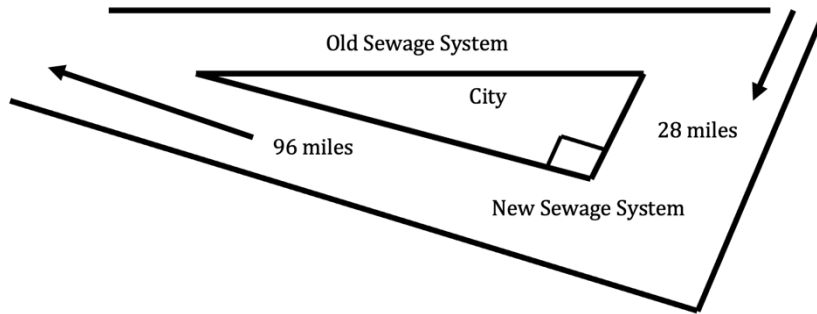 Old Sewage System
City
28 miles
96 miles
New Sewage System